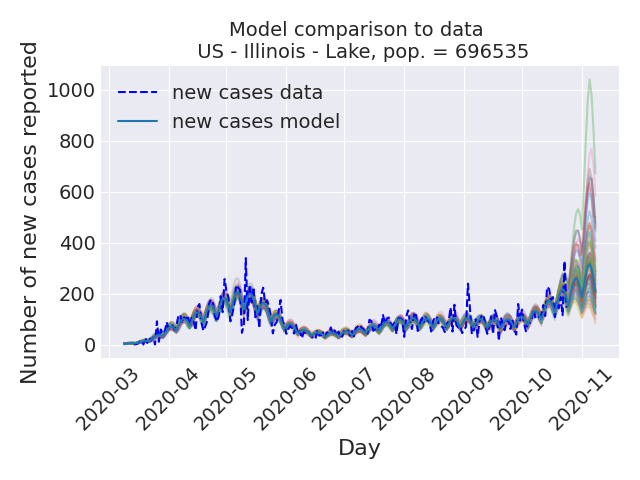 Model comparison to data
US - Illinois - Lake, pop. = 696535
Number of new cases reported
1000
800
600
400
200
0
new cases data
new cases model
2020-03
2020-04
2020-05
2020-06
2020-07
2020-08
2020-09
2020-10
2020-11
Day